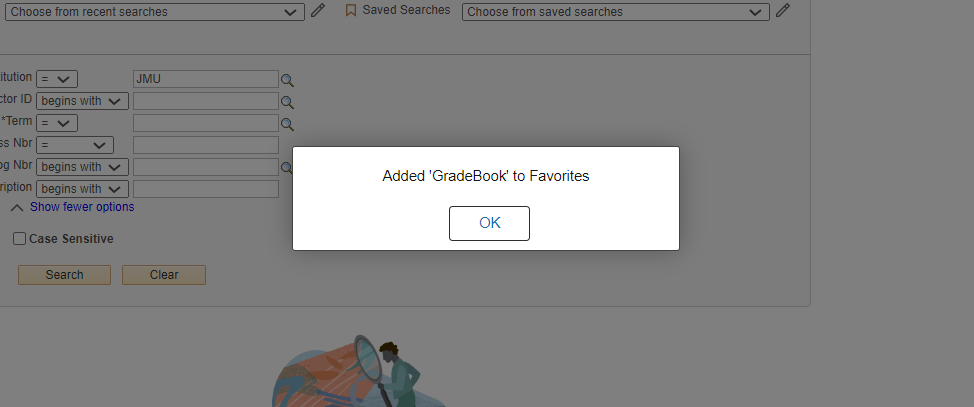 Choose from recent searches
Saved Searches
Choose from saved searches
itution = JMU
ctor ID begins with
*Term =
ss Nbr =
og Nbr begins with
ription begins with
Show fewer options
Case Sensitive
Search Clear
Added 'GradeBook' to Favorites
OK